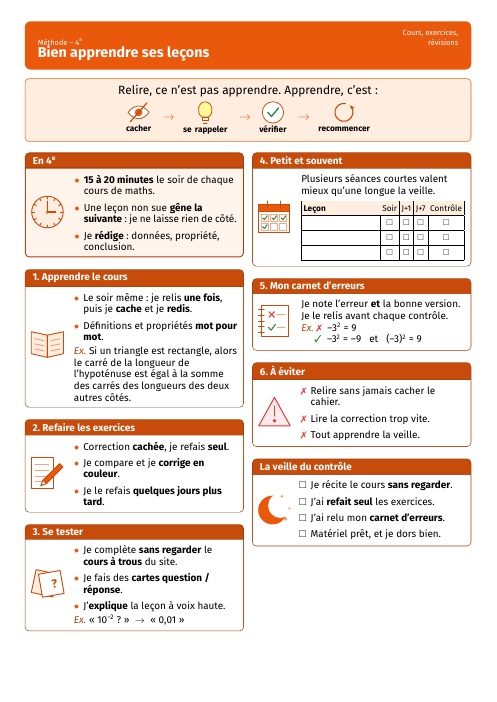 Méthode – 4e
Bien apprendre ses leçons
Cours, exercices,
révisions
Relire, ce n'est pas apprendre. Apprendre, c'est :
cacher → se rappeler → vérifier → recommencer
En 4e
• 15 à 20 minutes le soir de chaque
cours de maths.
• Une leçon non sue gêne la
suivante : je ne laisse rien de côté.
• Je rédige : données, propriété,
conclusion.
1. Apprendre le cours
• Le soir même : je relis une fois,
puis je cache et je redis.
• Définitions et propriétés mot pour
mot.
Ex. Si un triangle est rectangle, alors
le carré de la longueur de
l'hypoténuse est égal à la somme
des carrés des longueurs des deux
autres côtés.
2. Refaire les exercices
• Correction cachée, je refais seul.
• Je compare et je corrige en
couleur.
• Je le refais quelques jours plus
tard.
3. Se tester
?
• Je complète sans regarder le
cours à trous du site.
• Je fais des cartes question /
réponse.
• J'explique la leçon à voix haute.
Ex. « 10⁻² ? » → « 0,01 »
4. Petit et souvent
Plusieurs séances courtes valent
mieux qu'une longue la veille.
Leçon Soir J+1 J+7 Contrôle
☐ ☐ ☐ ☐
☐ ☐ ☐ ☐
☐ ☐ ☐ ☐
5. Mon carnet d'erreurs
Je note l'erreur et la bonne version.
Je le relis avant chaque contrôle.
Ex. ✗ −3² = 9
✓ −3² = −9 et (−3)² = 9
6. À éviter
✗ Relire sans jamais cacher le
cahier.
✗ Lire la correction trop vite.
✗ Tout apprendre la veille.
La veille du contrôle
☐ Je récite le cours sans regarder.
☐ J'ai refait seul les exercices.
☐ J'ai relu mon carnet d'erreurs.
☐ Matériel prêt, et je dors bien.